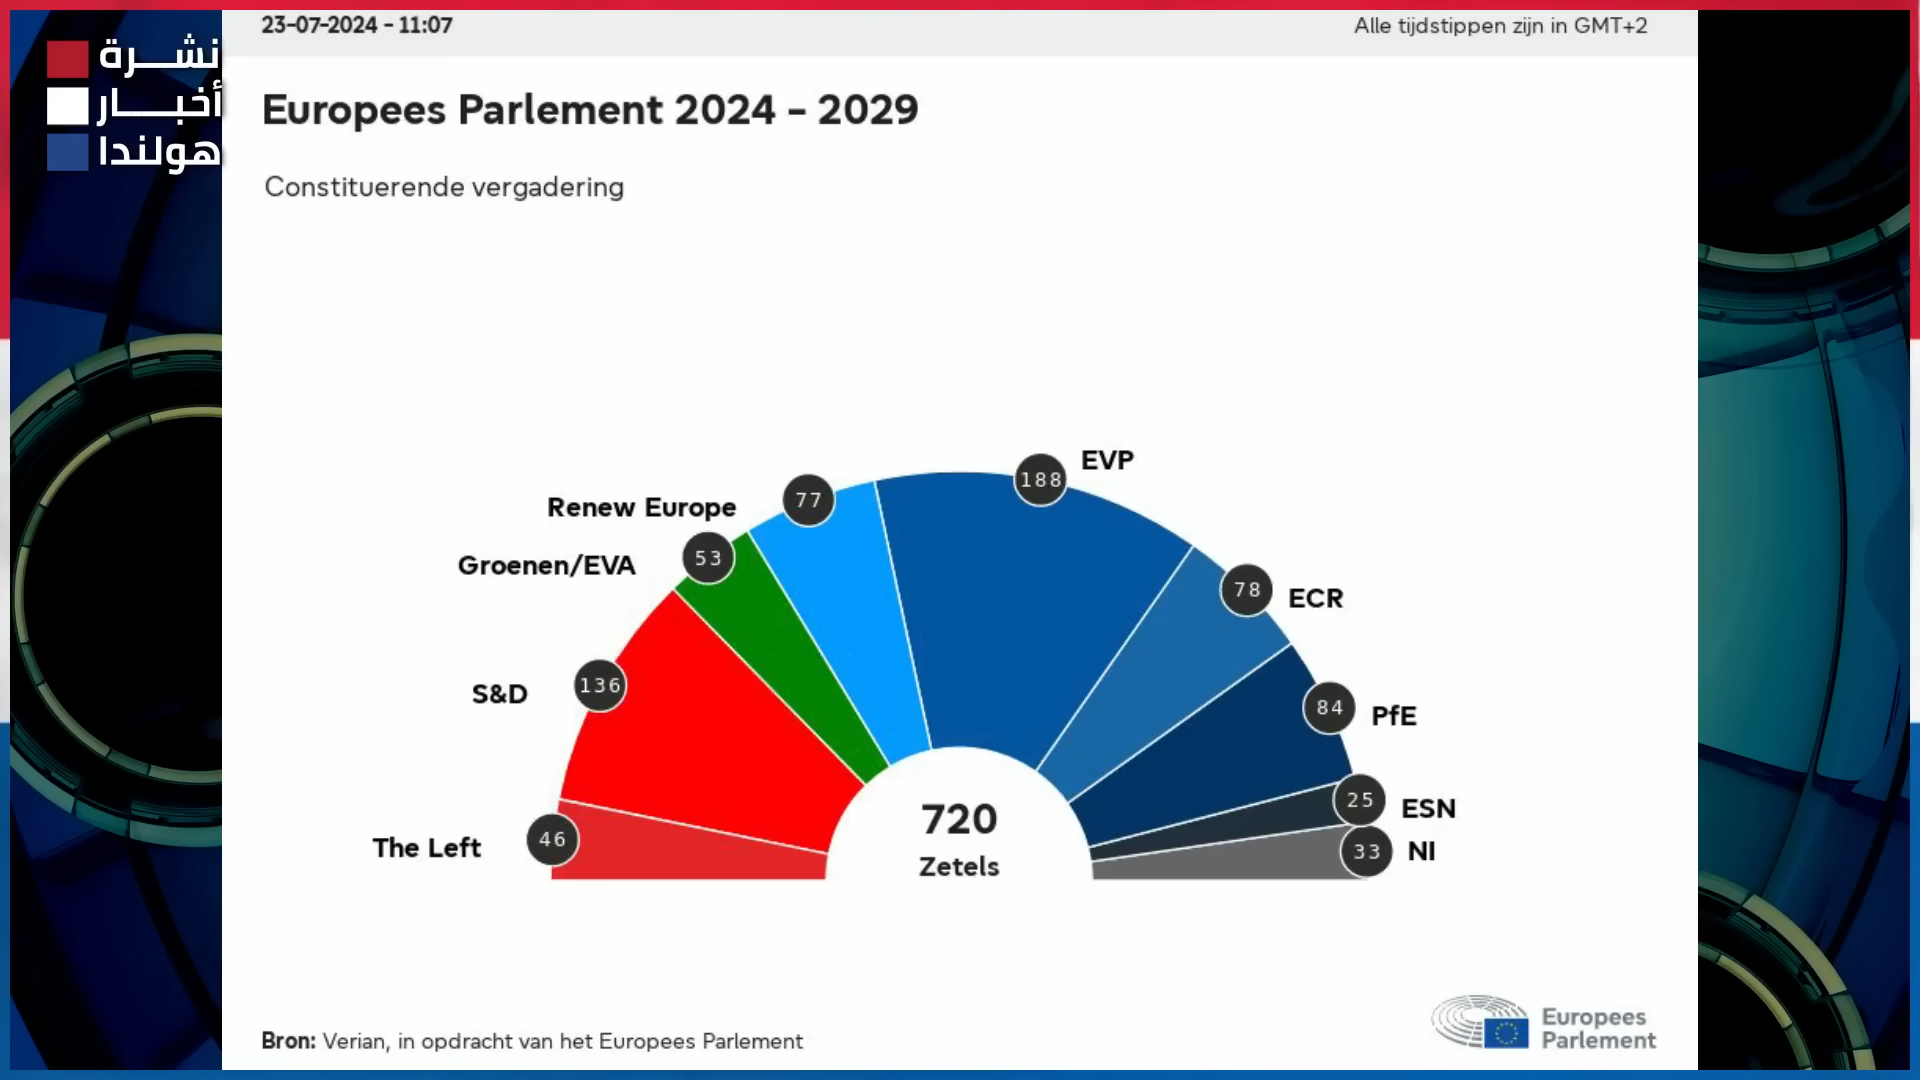 نشرة
أخبار
هولندا
23-07-2024 - 11:07
Alle tijdstippen zijn in GMT+2
Europees Parlement 2024 - 2029
Constituerende vergadering
EVP
188
77
Renew Europe
53
Groenen/EVA
78
ECR
136
S&D
84
PfE
25
ESN
46
The Left
33
NI
720
Zetels
Bron: Verian, in opdracht van het Europees Parlement
Europees
Parlement